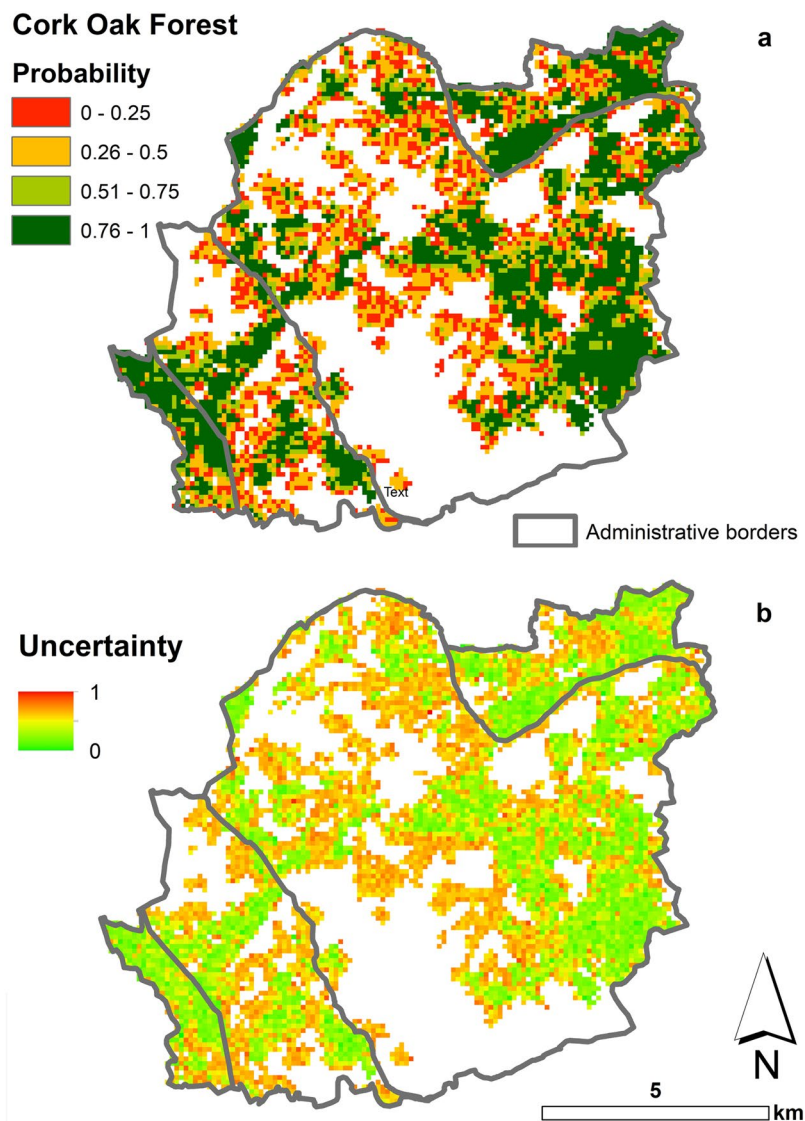 Cork Oak Forest
a
Probability
0 - 0.25
0.26 - 0.5
0.51 - 0.75
0.76 - 1
Text
Administrative borders
b
Uncertainty
1
0
N
5
km